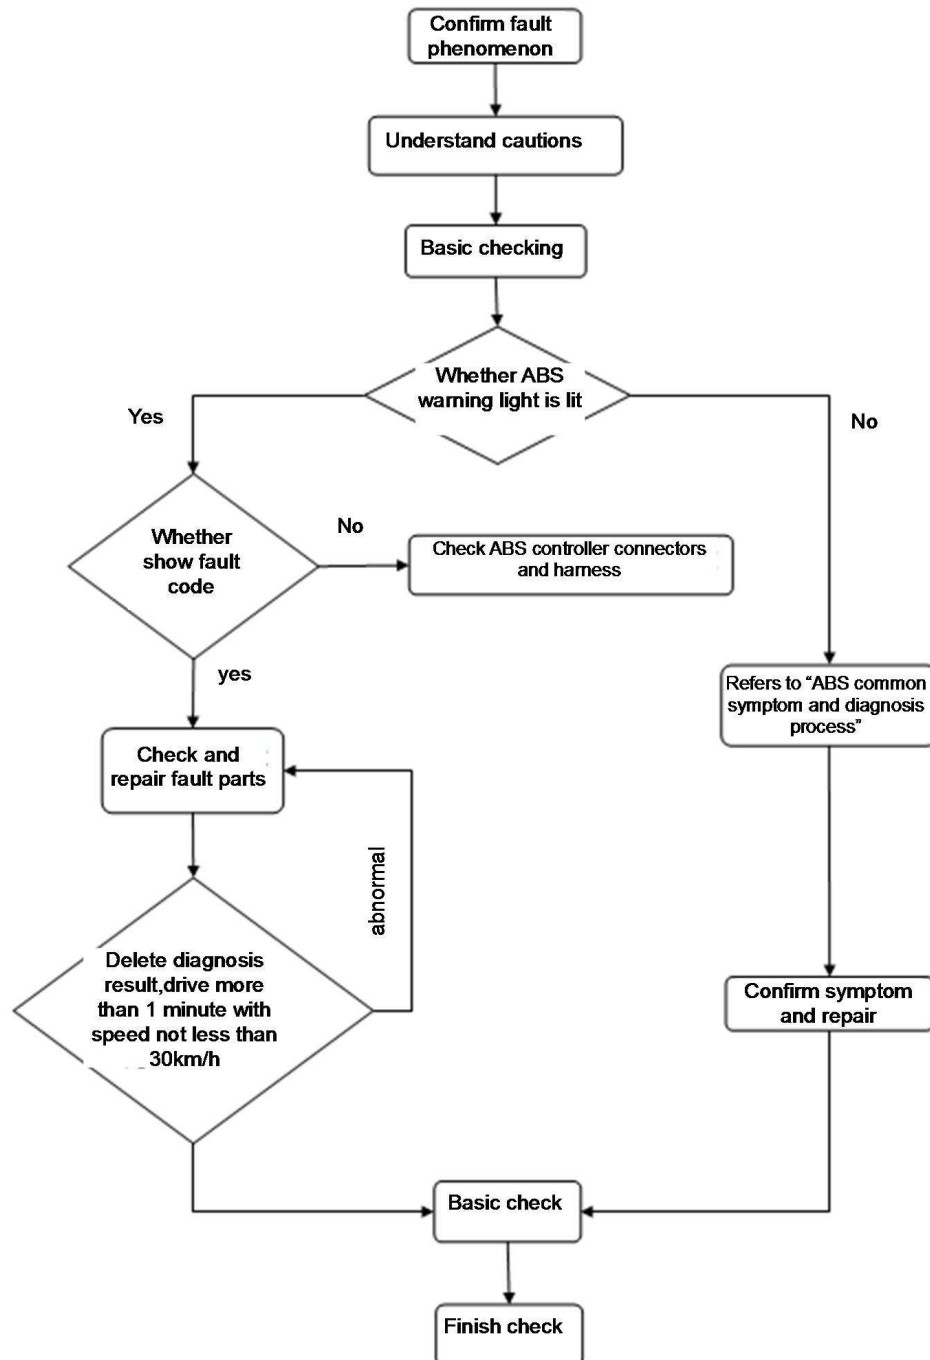 Confirm fault
phenomenon
Understand cautions
Basic checking
Whether ABS
warning light is lit
Yes
No
Whether
show fault
code
No
Check ABS controller connectors
and harness
yes
Refers to “ABS common
symptom and diagnosis
process”
Check and
repair fault parts
abnormal
Delete diagnosis
result,drive more
than 1 minute with
speed not less than
30km/h
Confirm symptom
and repair
Basic check
Finish check